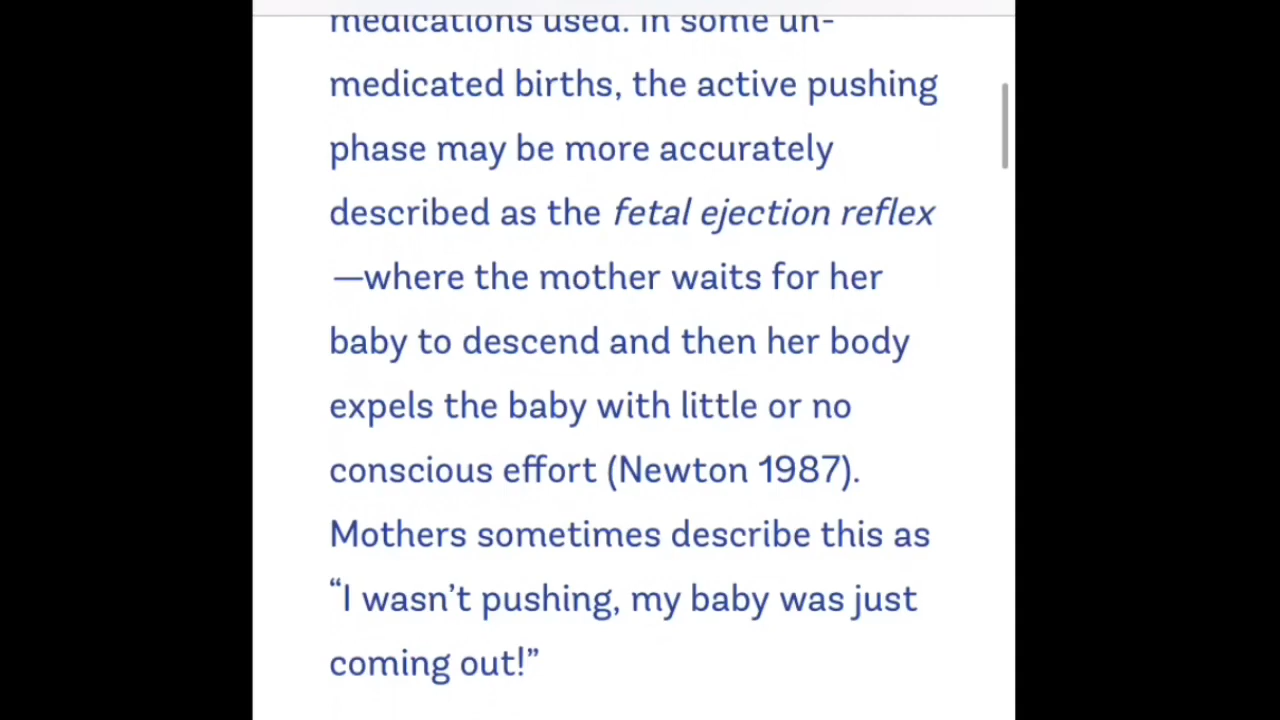 medications used. In some un-
medicated births, the active pushing
phase may be more accurately
described as the fetal ejection reflex
—where the mother waits for her
baby to descend and then her body
expels the baby with little or no
conscious effort (Newton 1987).
Mothers sometimes describe this as
“I wasn’t pushing, my baby was just
coming out!”